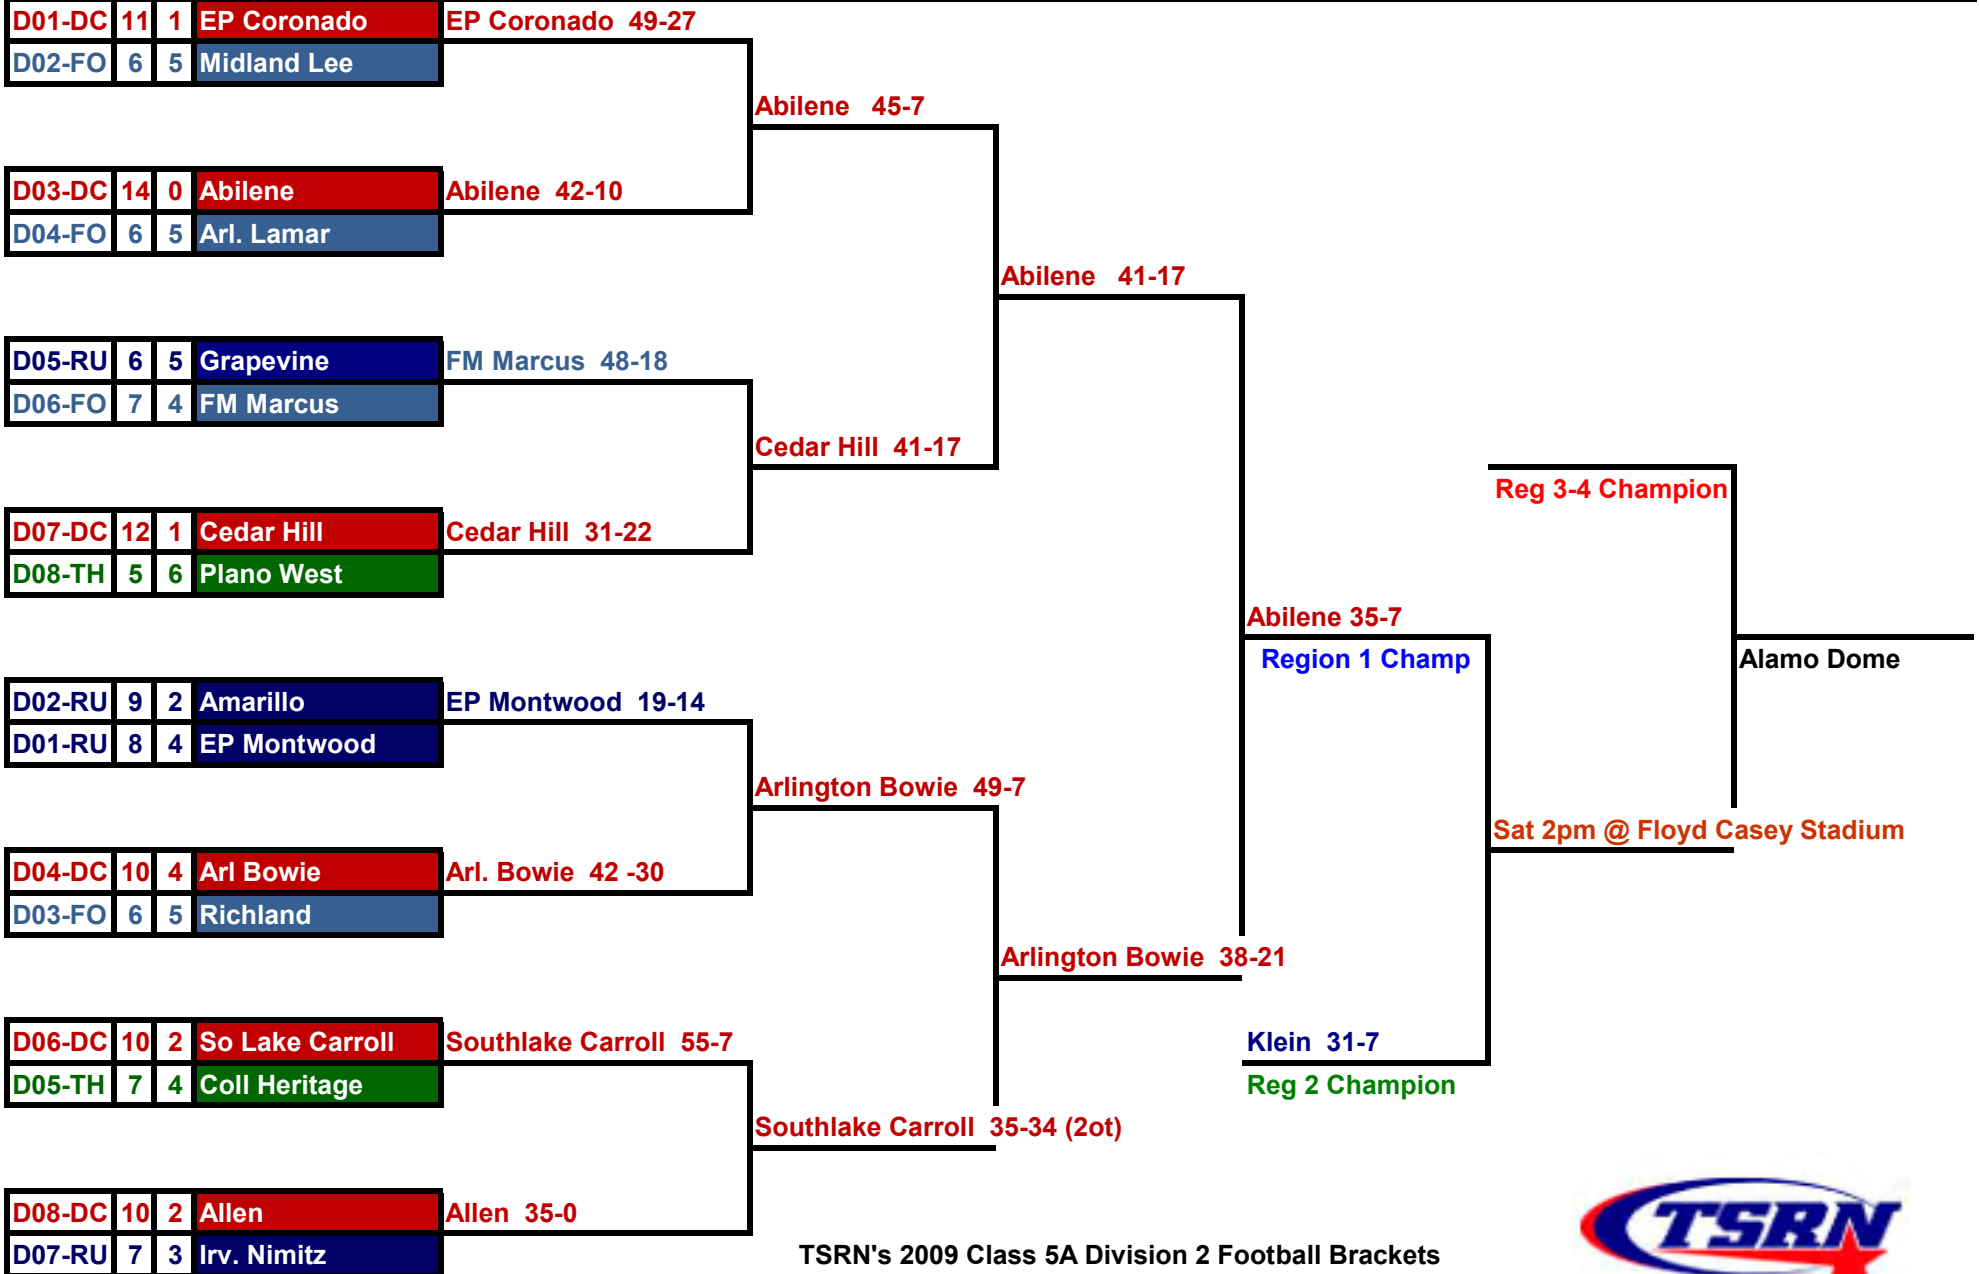 D01-DC 11 1 EP Coronado EP Coronado 49-27
D02-FO 6 5 Midland Lee
Abilene 45-7
D03-DC 14 0 Abilene Abilene 42-10
D04-FO 6 5 Arl. Lamar
Abilene 41-17
D05-RU 6 5 Grapevine FM Marcus 48-18
D06-FO 7 4 FM Marcus
Cedar Hill 41-17
Reg 3-4 Champion
D07-DC 12 1 Cedar Hill Cedar Hill 31-22
D08-TH 5 6 Plano West
Abilene 35-7
Region 1 Champ Alamo Dome
D02-RU 9 2 Amarillo EP Montwood 19-14
D01-RU 8 4 EP Montwood
Arlington Bowie 49-7
Sat 2pm @ Floyd Casey Stadium
D04-DC 10 4 Arl Bowie Arl. Bowie 42 -30
D03-FO 6 5 Richland
Arlington Bowie 38-21
D06-DC 10 2 So Lake Carroll Southlake Carroll 55-7 Klein 31-7
D05-TH 7 4 Coll Heritage Reg 2 Champion
Southlake Carroll 35-34 (2ot)
D08-DC 10 2 Allen Allen 35-0
TSRN
D07-RU 7 3 Irv. Nimitz TSRN's 2009 Class 5A Division 2 Football Brackets